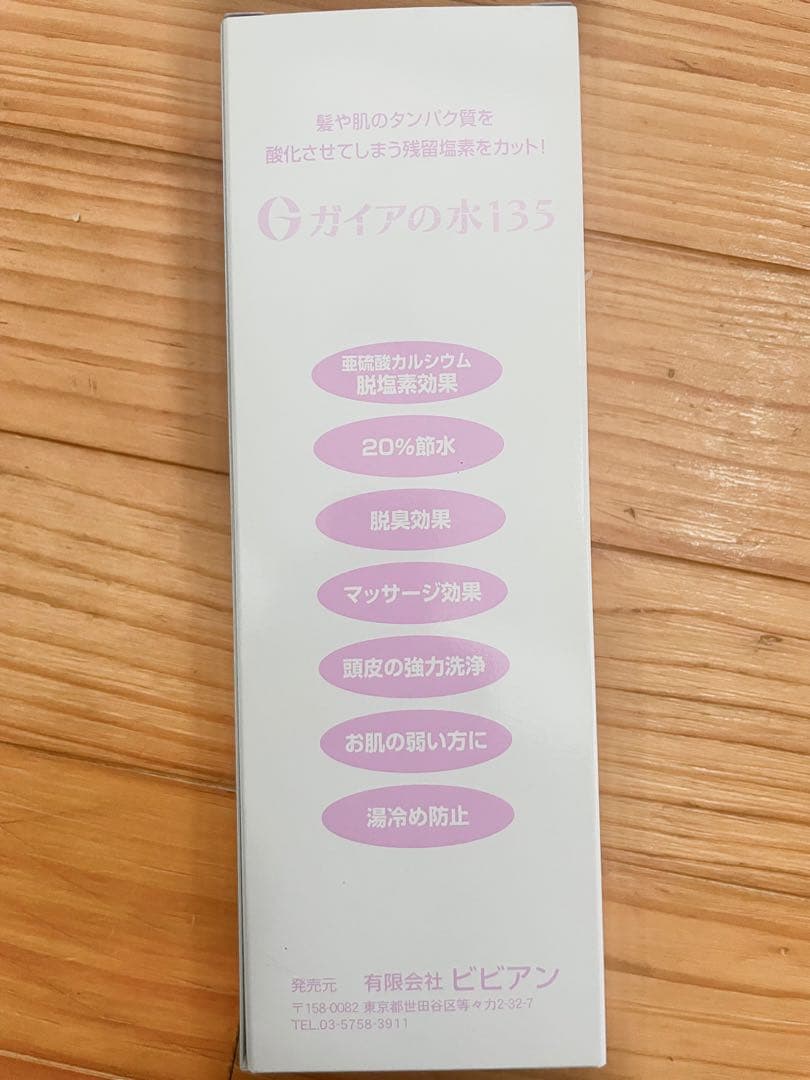 髪や肌のタンパク質を
酸化させてしまう残留塩素をカット!
G ガイアの水135
亜硫酸カルシウム
脱塩素効果
20%節水
脱臭効果
マッサージ効果
頭皮の強力洗浄
お肌の弱い方に
湯冷め防止
発売元 有限会社 ビビアン
〒158-0082 東京都世田谷区等々力2-32-7
TEL.03-5758-3911